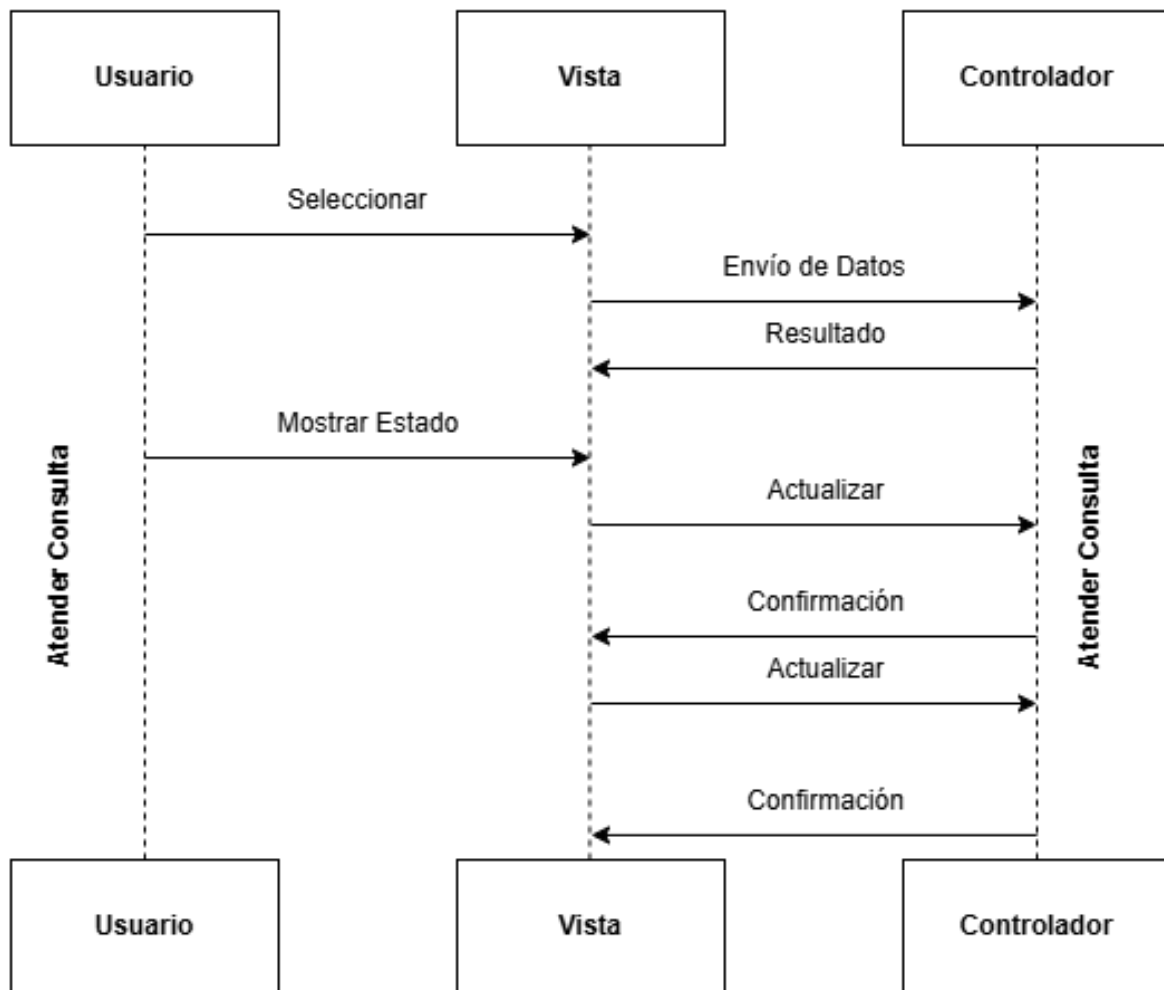 Usuario
Vista
Controlador
Seleccionar
Envío de Datos
Resultado
Mostrar Estado
Atender Consulta
Atender Consulta
Actualizar
Confirmación
Actualizar
Confirmación
Usuario
Vista
Controlador